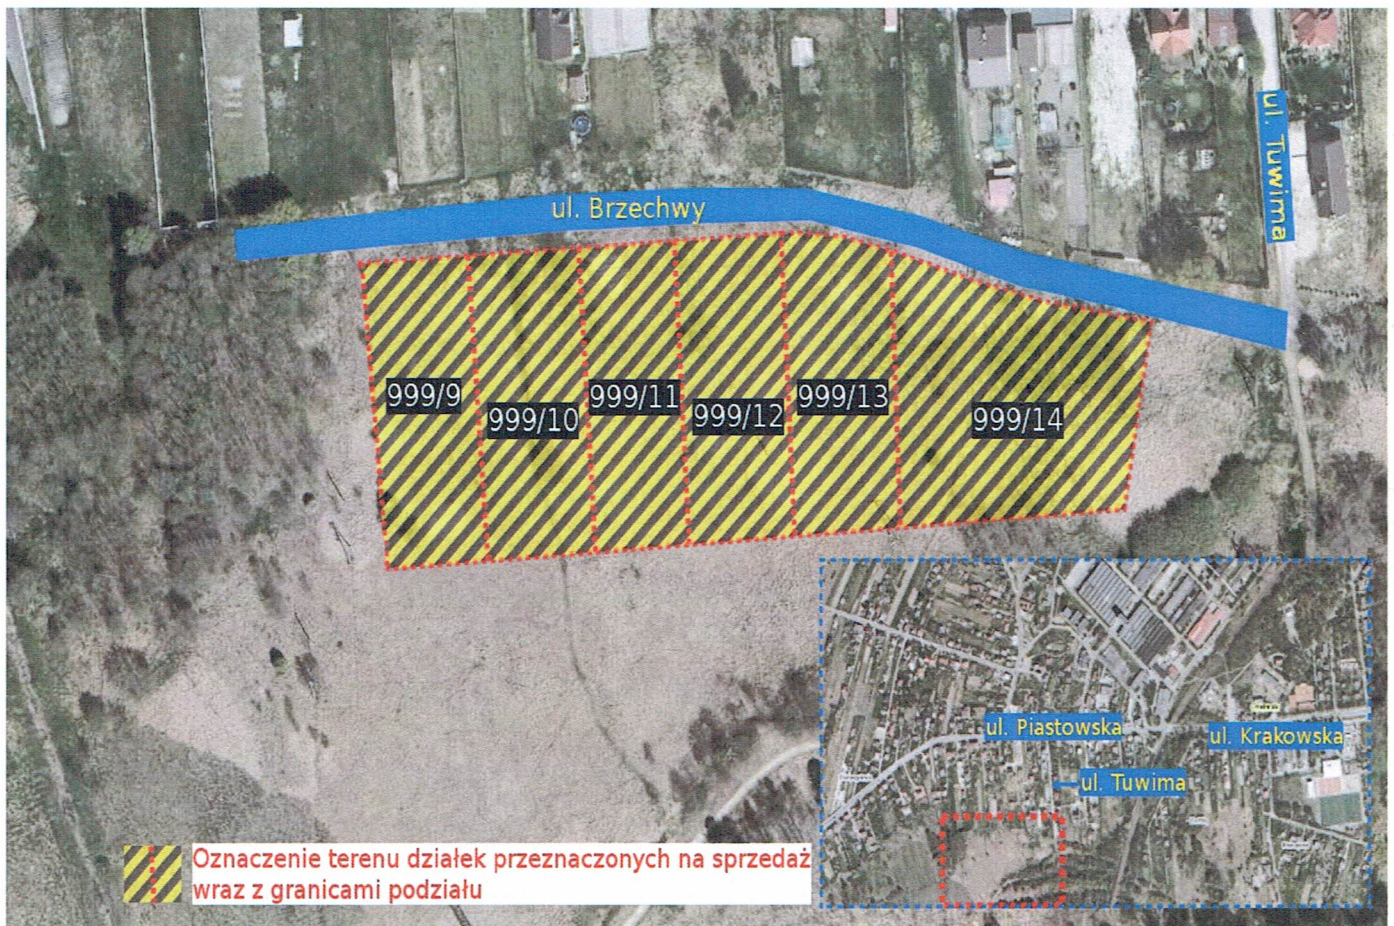 ul. Tuwima
ul. Brzechwy
999/9
999/10
999/11
999/12
999/13
999/14
ul. Piastowska
ul. Krakowska
ul. Tuwima
Oznaczenie terenu działek przeznaczonych na sprzedaż
wraz z granicami podziału